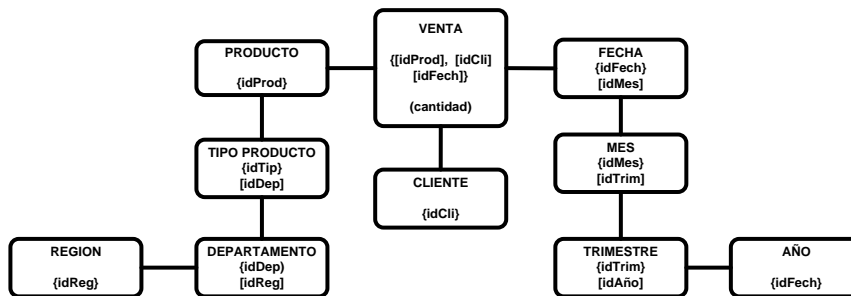 VENTA
{[idProd], [idCli]
[idFech]}
(cantidad)
PRODUCTO
{idProd}
FECHA
{idFech}
[idMes]
TIPO PRODUCTO
{idTip}
[idDep]
CLIENTE
{idCli}
MES
{idMes}
[idTrim]
REGION
{idReg}
DEPARTAMENTO
{idDep)
[idReg]
TRIMESTRE
{idTrim}
[idAño]
AÑO
{idFech}